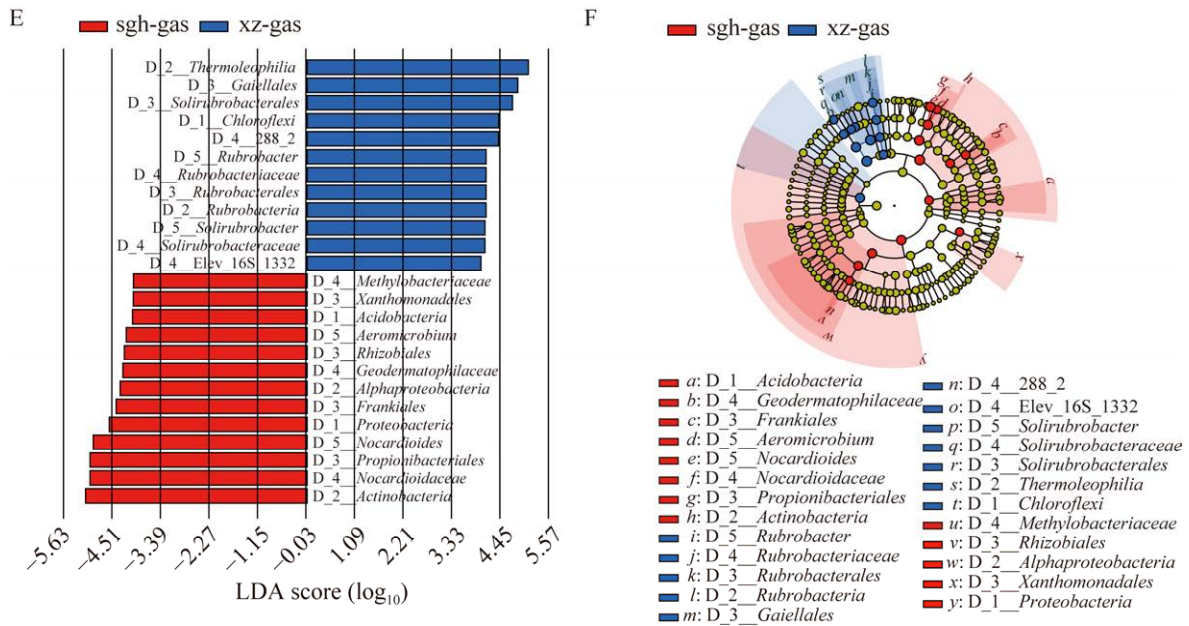 E
sgh-gas xz-gas
D_2__Thermoleophilia
D_3__Gaiellales
D_3__Solirubrobacterales
D_1__Chloroflexi
D_4__288_2
D_5__Rubrobacter
D_4__Rubrobacteriaceae
D_3__Rubrobacterales
D_2__Rubrobacteria
D_5__Solirubrobacter
D_4__Solirubrobacteraceae
D_4__Elev_16S_1332
D_4__Methylobacteriaceae
D_3__Xanthomonadales
D_1__Acidobacteria
D_5__Aeromicrobium
D_3__Rhizobiales
D_4__Geodermatophilaceae
D_2__Alphaproteobacteria
D_3__Frankiales
D_1__Proteobacteria
D_5__Nocardioides
D_3__Propionibacteriales
D_4__Nocardioidaceae
D_2__Actinobacteria
−5.63 −4.51 −3.39 −2.27 −1.15 −0.03 1.09 2.21 3.33 4.45 5.57
LDA score (log10)
F
sgh-gas xz-gas
l
s m k h
r j g
q o n i f
e d
c b
t
a
x
u
v
w
y
a: D_1__Acidobacteria
b: D_4__Geodermatophilaceae
c: D_3__Frankiales
d: D_5__Aeromicrobium
e: D_5__Nocardioides
f: D_4__Nocardioidaceae
g: D_3__Propionibacteriales
h: D_2__Actinobacteria
i: D_5__Rubrobacter
j: D_4__Rubrobacteriaceae
k: D_3__Rubrobacterales
l: D_2__Rubrobacteria
m: D_3__Gaiellales
n: D_4__288_2
o: D_4__Elev_16S_1332
p: D_5__Solirubrobacter
q: D_4__Solirubrobacteraceae
r: D_3__Solirubrobacterales
s: D_2__Thermoleophilia
t: D_1__Chloroflexi
u: D_4__Methylobacteriaceae
v: D_3__Rhizobiales
w: D_2__Alphaproteobacteria
x: D_3__Xanthomonadales
y: D_1__Proteobacteria